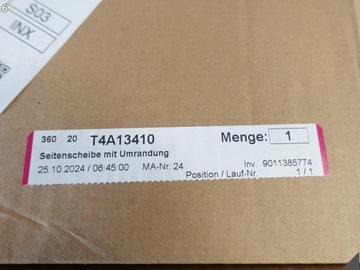 6
S03
INX
360 20 T4A13410 Menge: 1
Seitenscheibe mit Umrandung
25.10.2024 / 06:45:00 MA-Nr. 24 Inv. 9011385774
Position / Lauf-Nr. 1 / 1